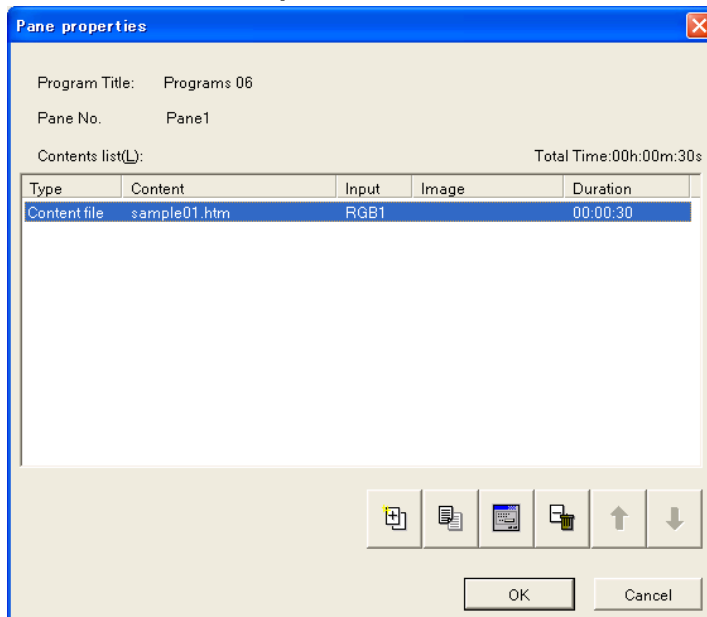 Pane properties
Program Title: Programs 06
Pane No. Pane1
Contents list(L): Total Time:00h:00m:30s
Type Content Input Image Duration
Content file sample01.htm RGB1 00:00:30
OK Cancel